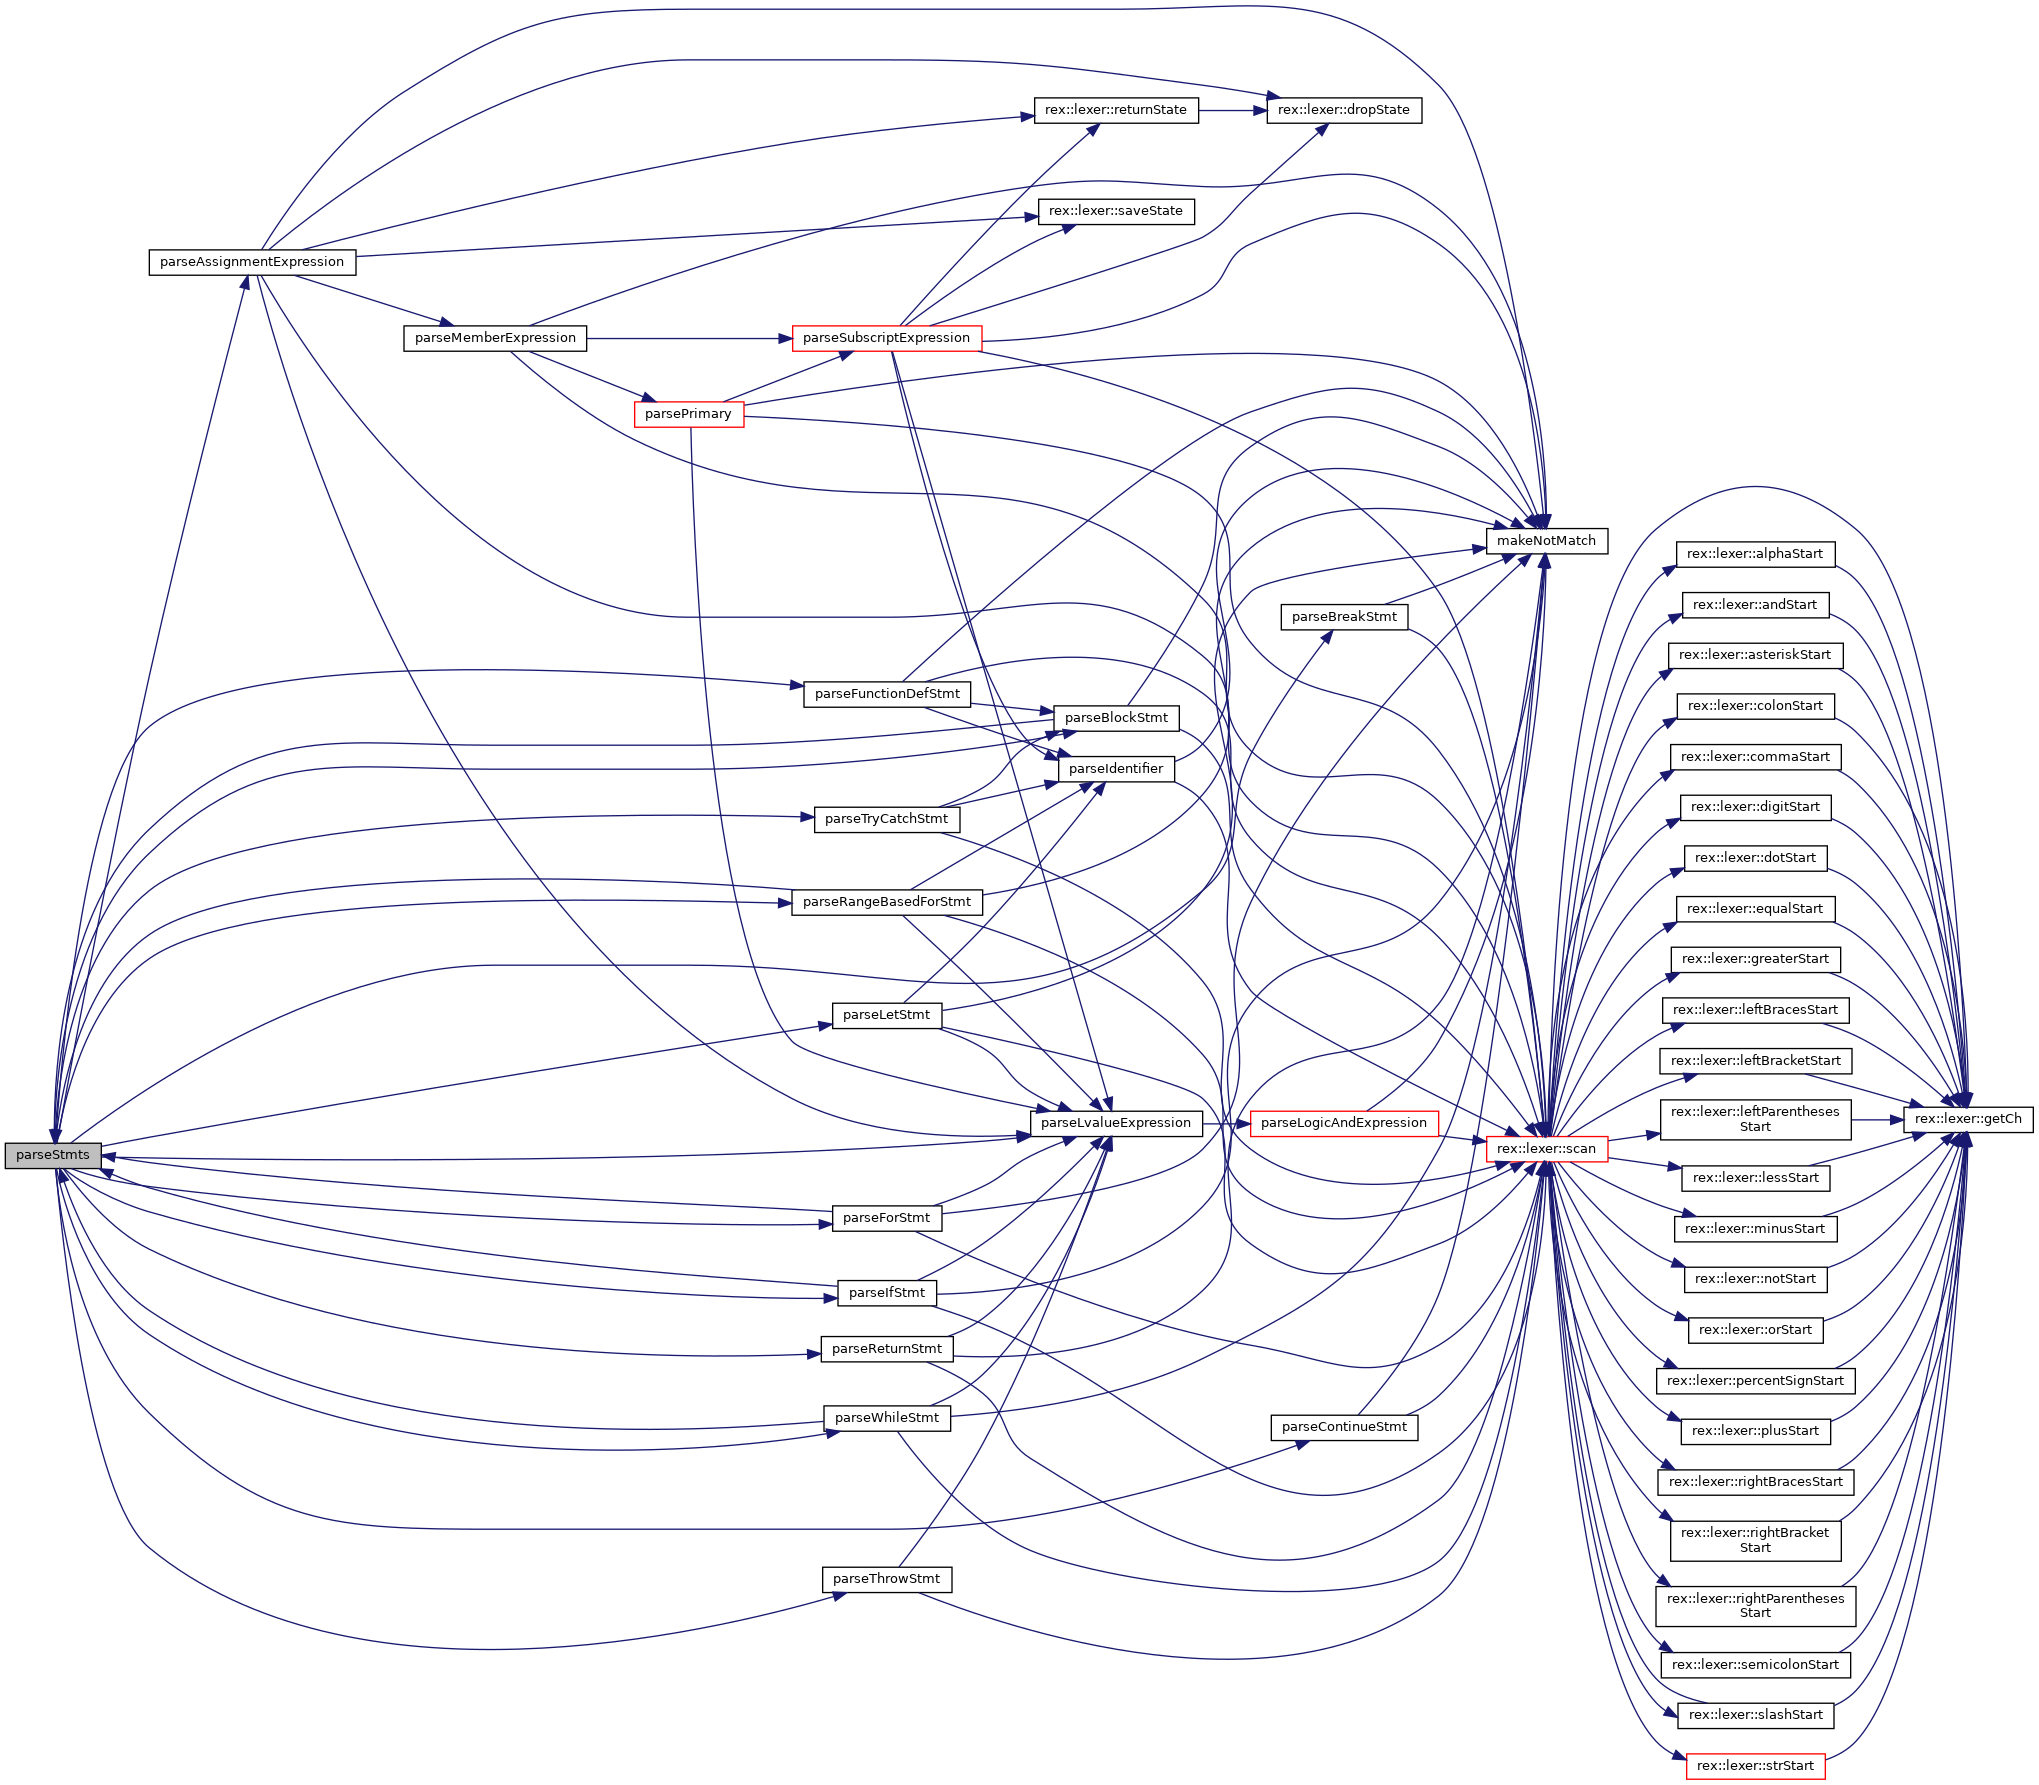 rex::lexer::returnState
rex::lexer::dropState
rex::lexer::saveState
parseAssignmentExpression
parseMemberExpression
parseSubscriptExpression
parsePrimary
makeNotMatch
parseBreakStmt
parseFunctionDefStmt
parseBlockStmt
parseIdentifier
parseTryCatchStmt
parseRangeBasedForStmt
parseLetStmt
parseLvalueExpression
parseLogicAndExpression
parseStmts
parseForStmt
parseIfStmt
parseReturnStmt
parseWhileStmt
parseContinueStmt
parseThrowStmt
rex::lexer::scan
rex::lexer::alphaStart
rex::lexer::andStart
rex::lexer::asteriskStart
rex::lexer::colonStart
rex::lexer::commaStart
rex::lexer::digitStart
rex::lexer::dotStart
rex::lexer::equalStart
rex::lexer::greaterStart
rex::lexer::leftBracesStart
rex::lexer::leftBracketStart
rex::lexer::leftParentheses
Start
rex::lexer::lessStart
rex::lexer::minusStart
rex::lexer::notStart
rex::lexer::orStart
rex::lexer::percentSignStart
rex::lexer::plusStart
rex::lexer::rightBracesStart
rex::lexer::rightBracket
Start
rex::lexer::rightParentheses
Start
rex::lexer::semicolonStart
rex::lexer::slashStart
rex::lexer::strStart
rex::lexer::getCh